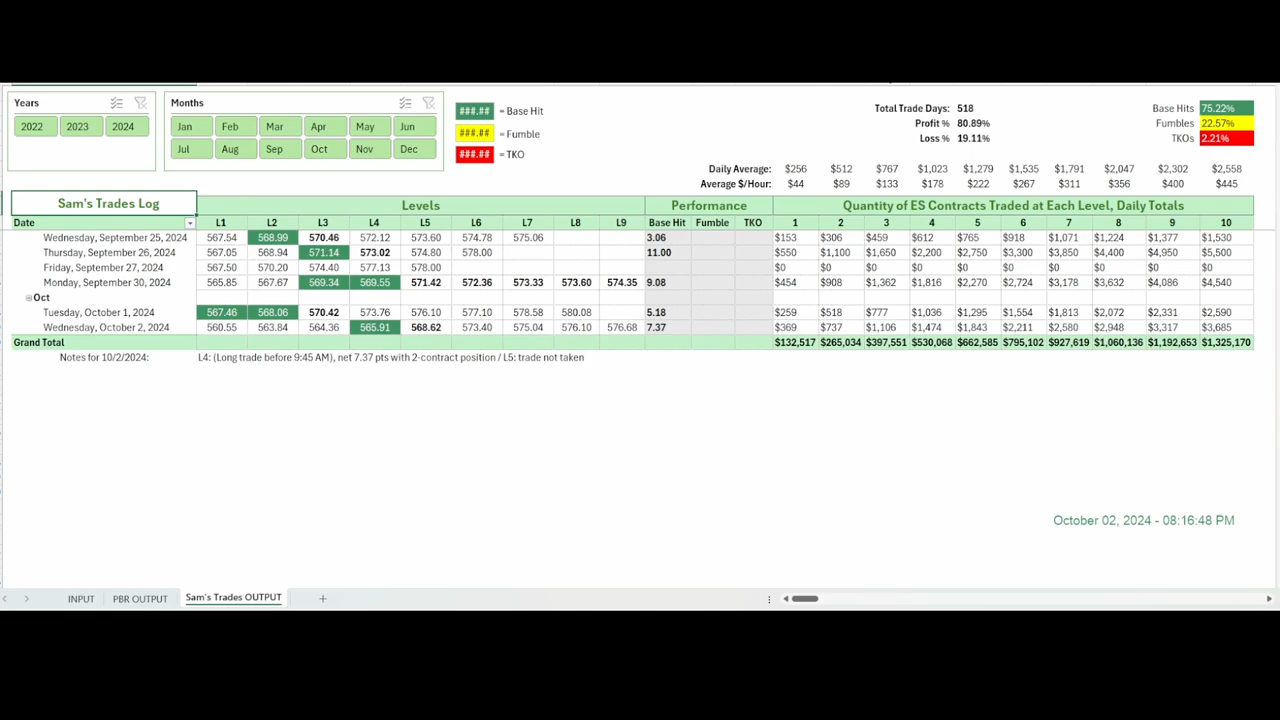 Years Months ###.## = Base Hit Total Trade Days: 518 Base Hits 75.22%
2022 2023 2024 Jan Feb Mar Apr May Jun ###.## = Fumble Profit % 80.89% Fumbles 22.57%
Jul Aug Sep Oct Nov Dec ###.## = TKO Loss % 19.11% TKOs 2.21%
Daily Average: $256 $512 $767 $1,023 $1,279 $1,535 $1,791 $2,047 $2,302 $2,558
Average $/Hour: $44 $89 $133 $178 $222 $267 $311 $356 $400 $445
Sam's Trades Log Levels Performance Quantity of ES Contracts Traded at Each Level, Daily Totals
Date L1 L2 L3 L4 L5 L6 L7 L8 L9 Base Hit Fumble TKO 1 2 3 4 5 6 7 8 9 10
Wednesday, September 25, 2024 567.54 568.99 570.46 572.12 573.60 574.78 575.06 3.06 $153 $306 $459 $612 $765 $918 $1,071 $1,224 $1,377 $1,530
Thursday, September 26, 2024 567.05 568.94 571.14 573.02 574.80 578.00 11.00 $550 $1,100 $1,650 $2,200 $2,750 $3,300 $3,850 $4,400 $4,950 $5,500
Friday, September 27, 2024 567.50 570.20 574.40 577.13 578.00 $0 $0 $0 $0 $0 $0 $0 $0 $0 $0
Monday, September 30, 2024 565.85 567.67 569.34 569.55 571.42 572.36 573.33 573.60 574.35 9.08 $454 $908 $1,362 $1,816 $2,270 $2,724 $3,178 $3,632 $4,086 $4,540
Oct
Tuesday, October 1, 2024 567.46 568.06 570.42 573.76 576.10 577.10 578.58 580.08 5.18 $259 $518 $777 $1,036 $1,295 $1,554 $1,813 $2,072 $2,331 $2,590
Wednesday, October 2, 2024 560.55 563.84 564.36 565.91 568.62 573.40 575.04 576.10 576.68 7.37 $369 $737 $1,106 $1,474 $1,843 $2,211 $2,580 $2,948 $3,317 $3,685
Grand Total $132,517 $265,034 $397,551 $530,068 $662,585 $795,102 $927,619 $1,060,136 $1,192,653 $1,325,170
Notes for 10/2/2024: L4: (Long trade before 9:45 AM), net 7.37 pts with 2-contract position / L5: trade not taken
October 02, 2024 - 08:16:48 PM
INPUT PBR OUTPUT Sam's Trades OUTPUT